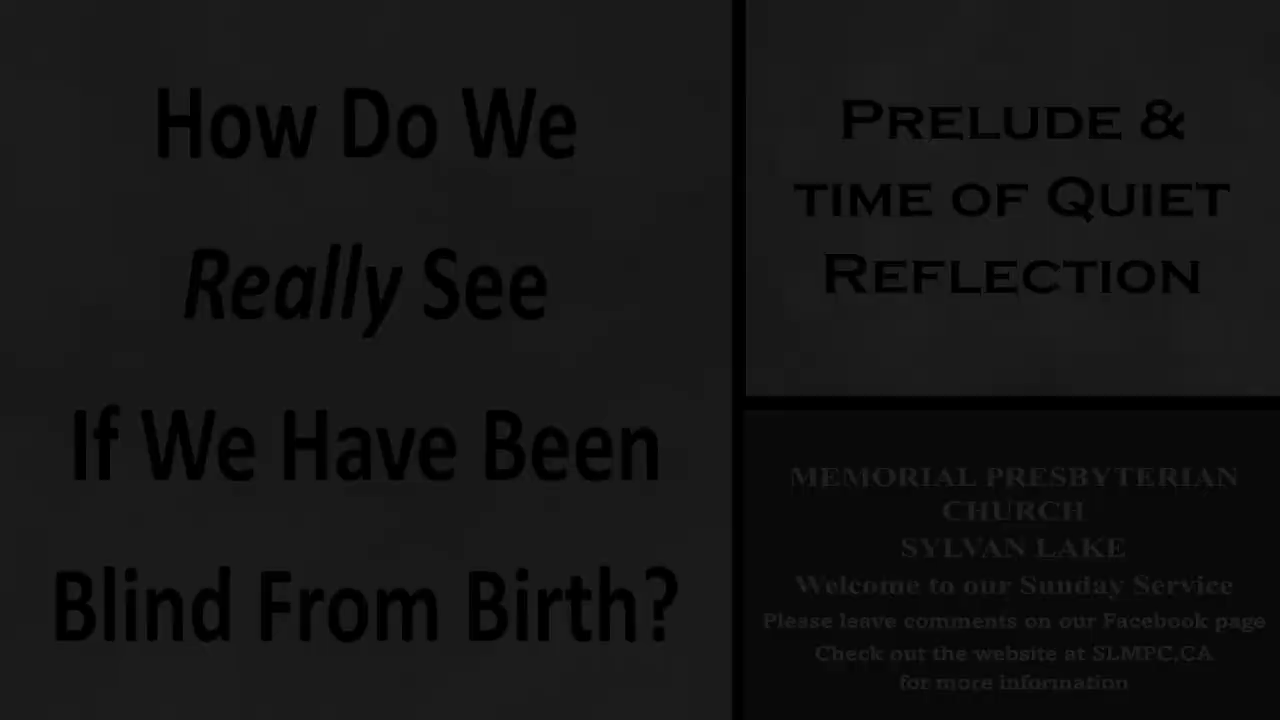 How Do We
Really See
If We Have Been
Blind From Birth?
PRELUDE &
TIME OF QUIET
REFLECTION
MEMORIAL PRESBYTERIAN
CHURCH
SYLVAN LAKE
Welcome to our Sunday Service
Please leave comments on our Facebook page
Check out the website at SLMPC.CA
for more information